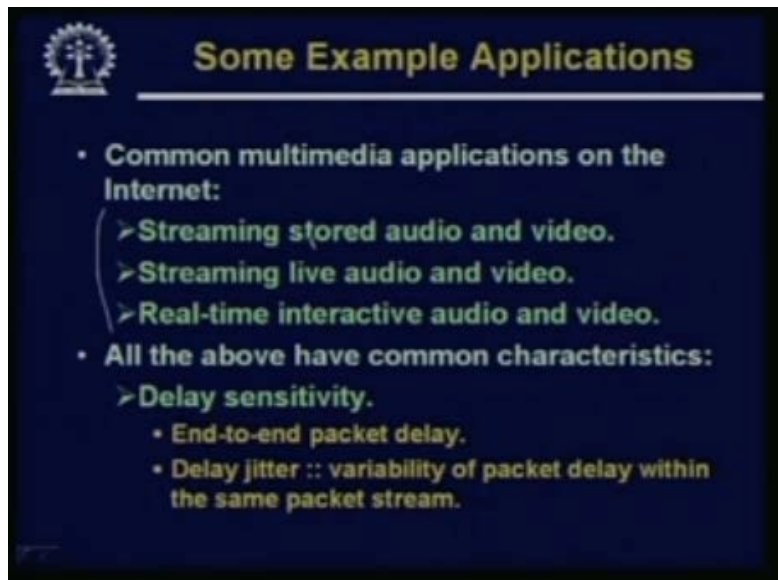 Some Example Applications
• Common multimedia applications on the
Internet:
➢Streaming stored audio and video.
➢Streaming live audio and video.
➢Real-time interactive audio and video.
• All the above have common characteristics:
➢Delay sensitivity.
▪ End-to-end packet delay.
▪ Delay jitter :: variability of packet delay within
the same packet stream.